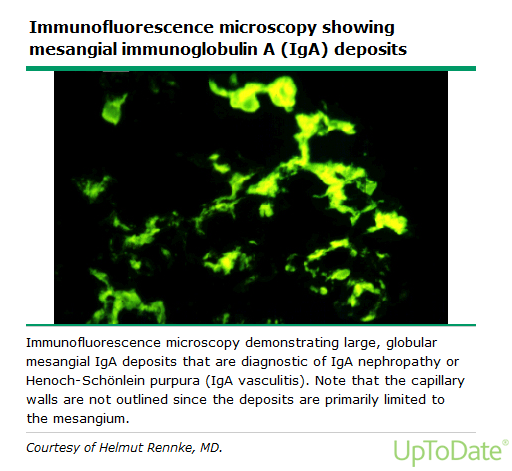 Immunofluorescence microscopy showing
mesangial immunoglobulin A (IgA) deposits
Immunofluorescence microscopy demonstrating large, globular
mesangial IgA deposits that are diagnostic of IgA nephropathy or
Henoch-Schönlein purpura (IgA vasculitis). Note that the capillary
walls are not outlined since the deposits are primarily limited to
the mesangium.
Courtesy of Helmut Rennke, MD.
UpToDate®